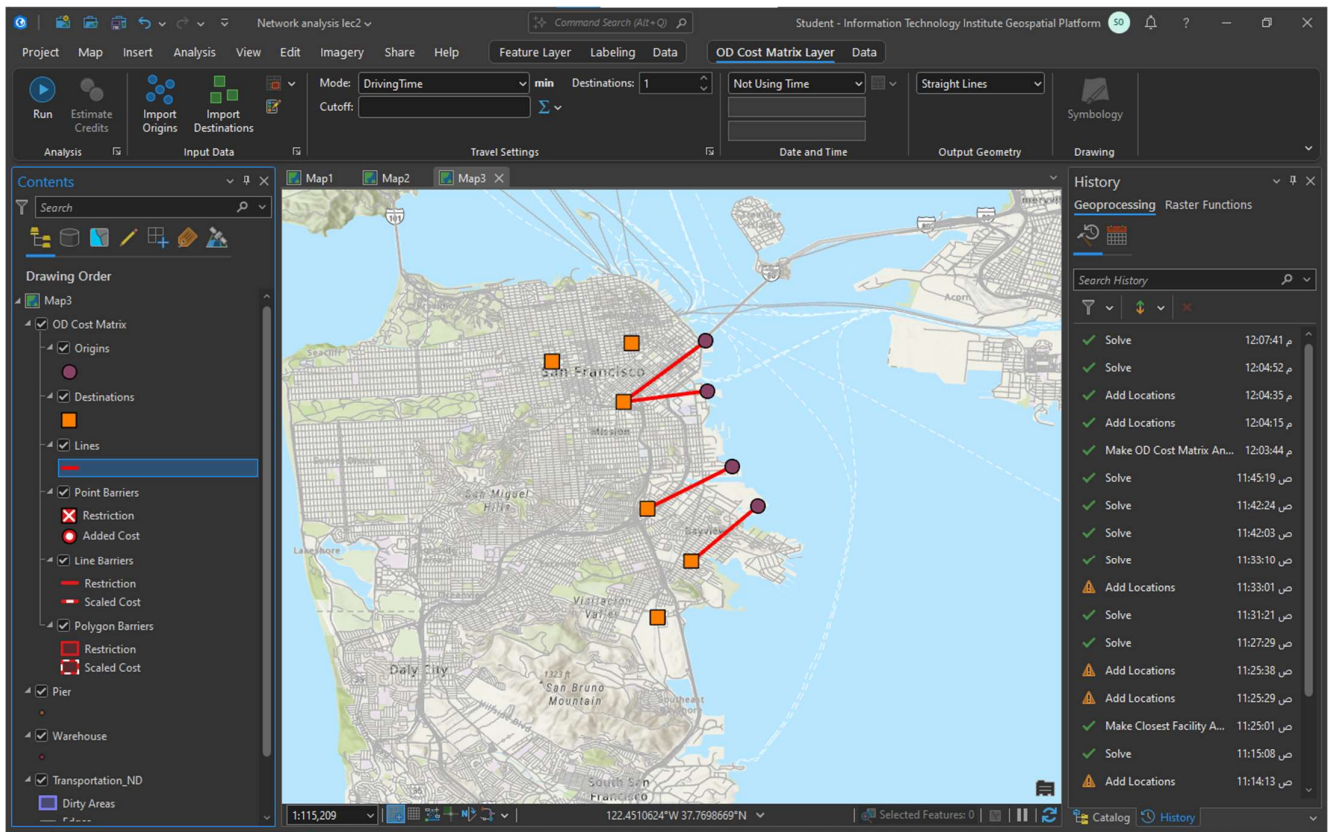 Network analysis lec2
Command Search (Alt+Q)
Student - Information Technology Institute Geospatial Platform
SO
?
Project Map Insert Analysis View Edit Imagery Share Help Feature Layer Labeling Data OD Cost Matrix Layer Data
Run
Estimate Credits
Import Origins
Import Destinations
Mode: DrivingTime min Destinations: 1
Cutoff:
Not Using Time
Straight Lines
Symbology
Analysis Input Data Travel Settings Date and Time Output Geometry Drawing
Contents
Search
Drawing Order
Map3
OD Cost Matrix
Origins
Destinations
Lines
Point Barriers
Restriction
Added Cost
Line Barriers
Restriction
Scaled Cost
Polygon Barriers
Restriction
Scaled Cost
Pier
Warehouse
Transportation_ND
Dirty Areas
Edges
Map1 Map2 Map3
101
80
Acorn
Seacliff
San Francisco
Mission
San Miguel
Hills
Bayview
Lakeshore
Visitacion
Valley
Daly City
1323 ft
San Bruno
Mountain
Hillside Blvd
Southeast
South San
Francisco
1:115,209
122.4510624°W 37.7698669°N
Selected Features: 0
History
Geoprocessing Raster Functions
Search History
Solve 12:07:41 م
Solve 12:04:52 م
Add Locations 12:04:35 م
Add Locations 12:04:15 م
Make OD Cost Matrix An... 12:03:44 م
Solve 11:45:19 ص
Solve 11:42:24 ص
Solve 11:42:03 ص
Solve 11:33:10 ص
Add Locations 11:33:01 ص
Solve 11:31:21 ص
Solve 11:27:29 ص
Add Locations 11:25:38 ص
Add Locations 11:25:29 ص
Make Closest Facility A... 11:25:01 ص
Solve 11:15:08 ص
Add Locations 11:14:13 ص
Catalog History